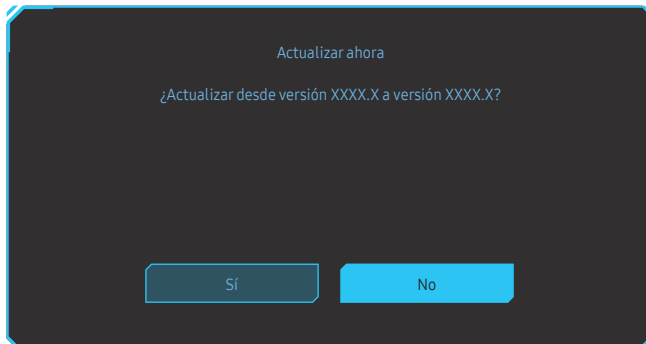 Actualizar ahora
¿Actualizar desde versión XXXX.X a versión XXXX.X?
Sí
No